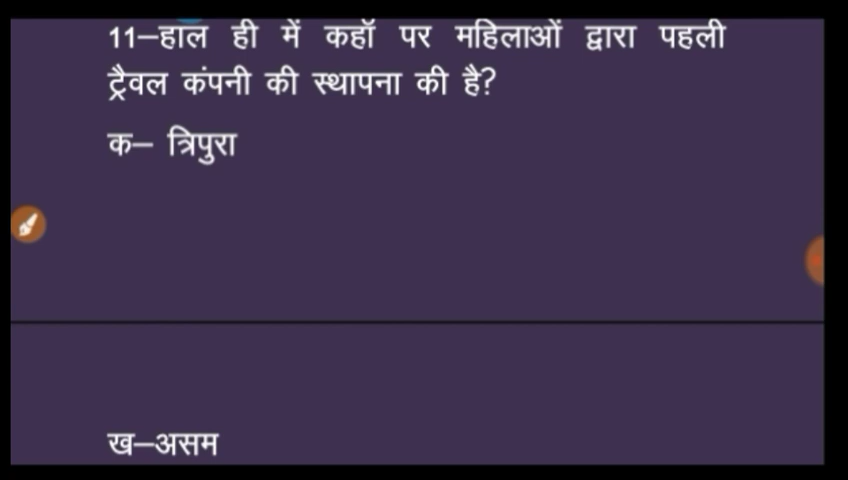 11–हाल ही में कहॉ पर महिलाओं द्वारा पहली
ट्रैवल कंपनी की स्थापना की है?
क– त्रिपुरा
ख–असम